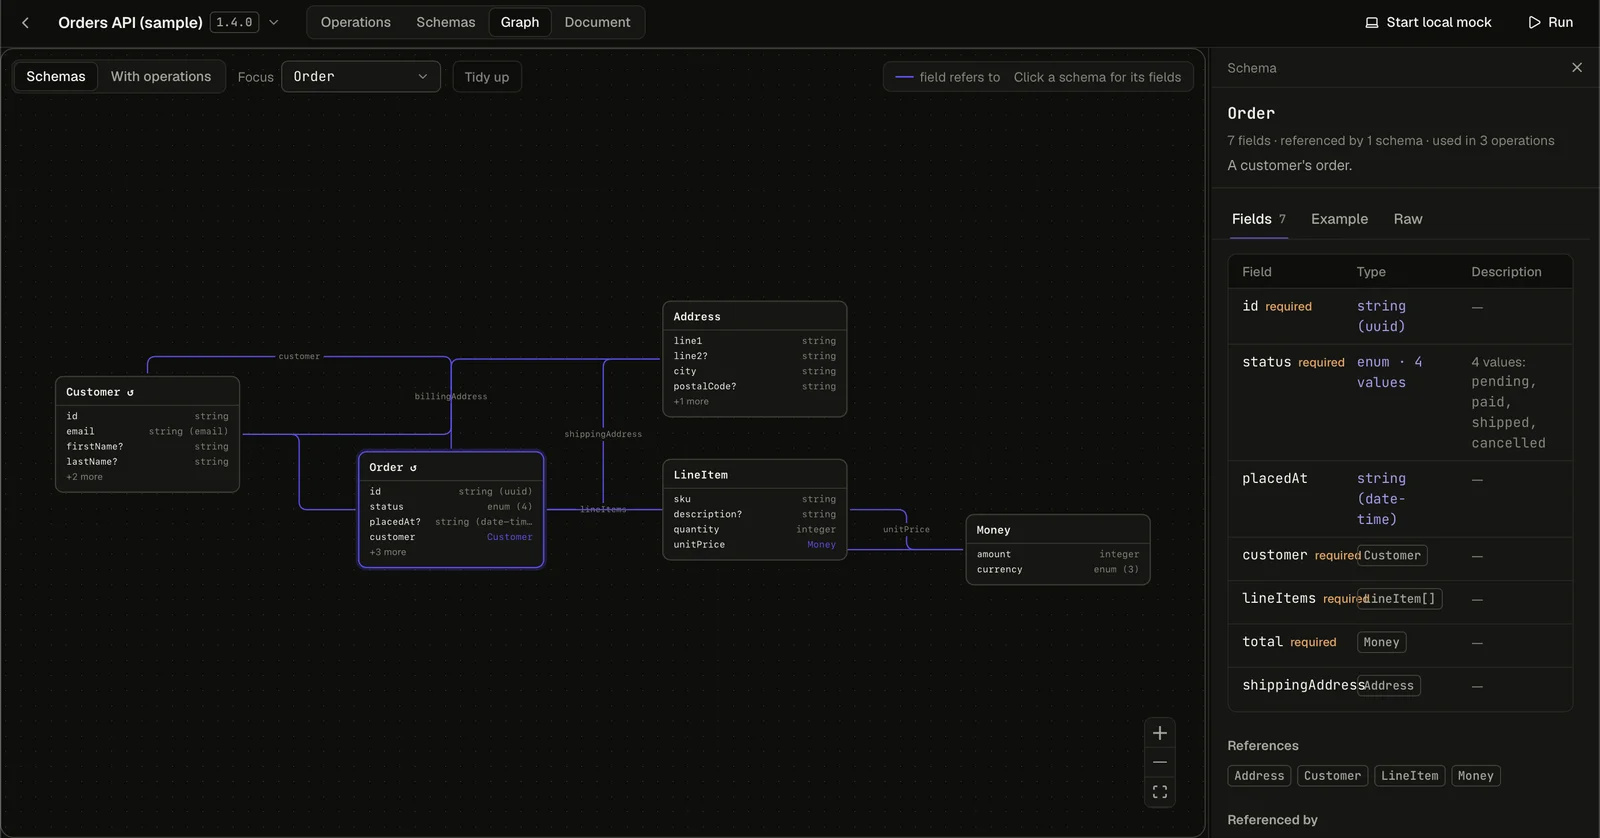 Orders API (sample) 1.4.0
Operations Schemas Graph Document
Start local mock Run
Schemas With operations Focus Order Tidy up
field refers to Click a schema for its fields
customer
billingAddress
shippingAddress
lineItems
unitPrice
Customer ↺
id string
email string (email)
firstName? string
lastName? string
+2 more
Order ↺
id string (uuid)
status enum (4)
placedAt? string (date-tim…
customer Customer
+3 more
Address
line1 string
line2? string
city string
postalCode? string
+1 more
LineItem
sku string
description? string
quantity integer
unitPrice Money
Money
amount integer
currency enum (3)
Schema
Order
7 fields · referenced by 1 schema · used in 3 operations
A customer's order.
Fields 7 Example Raw
Field Type Description
id required string —
(uuid)
status required enum · 4 4 values:
values pending,
paid,
shipped,
cancelled
placedAt string —
(date-
time)
customer required Customer —
lineItems required LineItem[] —
total required Money —
shippingAddress Address —
References
Address Customer LineItem Money
Referenced by